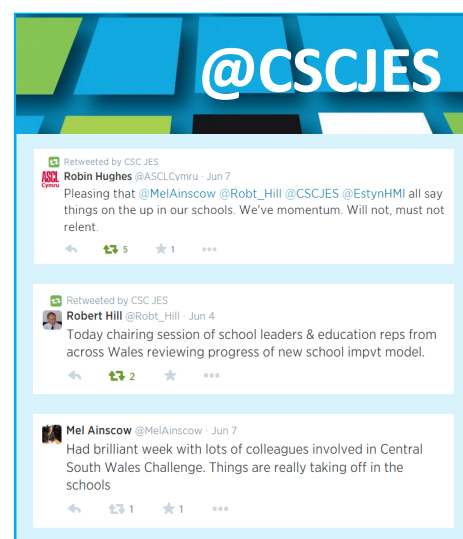 @CSCJES
Retweeted by CSC JES
ASCL
Cymru
Robin Hughes @ASCLCymru · Jun 7
Pleasing that @MelAinscow @Robt_Hill @CSCJES @EstynHMI all say
things on the up in our schools. We've momentum. Will not, must not
relent.
5 1
Retweeted by CSC JES
Robert Hill @Robt_Hill · Jun 4
Today chairing session of school leaders & education reps from
across Wales reviewing progress of new school impvt model.
2
Mel Ainscow @MelAinscow · Jun 7
Had brilliant week with lots of colleagues involved in Central
South Wales Challenge. Things are really taking off in the
schools
1 1